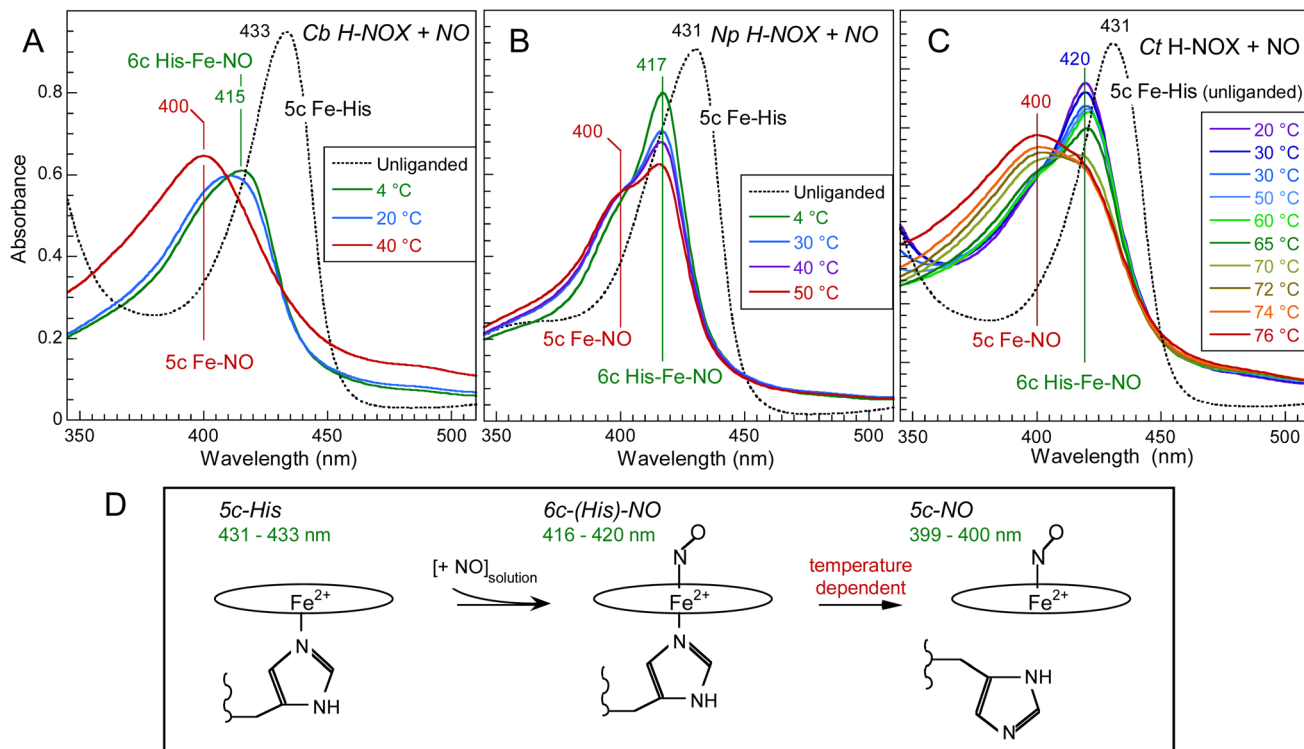 A
Cb H-NOX + NO
433
6c His-Fe-NO
415
400
5c Fe-His
Unliganded
4 °C
20 °C
40 °C
5c Fe-NO
Absorbance
0.8
0.6
0.4
0.2
0
345
400
450
500
Wavelength (nm)
B
Np H-NOX + NO
431
417
400
5c Fe-His
Unliganded
4 °C
30 °C
40 °C
50 °C
5c Fe-NO
6c His-Fe-NO
345
400
450
500
Wavelength (nm)
C
Ct H-NOX + NO
431
420
400
5c Fe-His (unliganded)
20 °C
30 °C
30 °C
50 °C
60 °C
65 °C
70 °C
72 °C
74 °C
76 °C
5c Fe-NO
6c His-Fe-NO
345
400
450
500
Wavelength (nm)
D
5c-His
431 - 433 nm
Fe2+
N
NH
[+ NO]solution
6c-(His)-NO
416 - 420 nm
O
N
Fe2+
N
NH
temperature
dependent
5c-NO
399 - 400 nm
O
N
Fe2+
NH
N